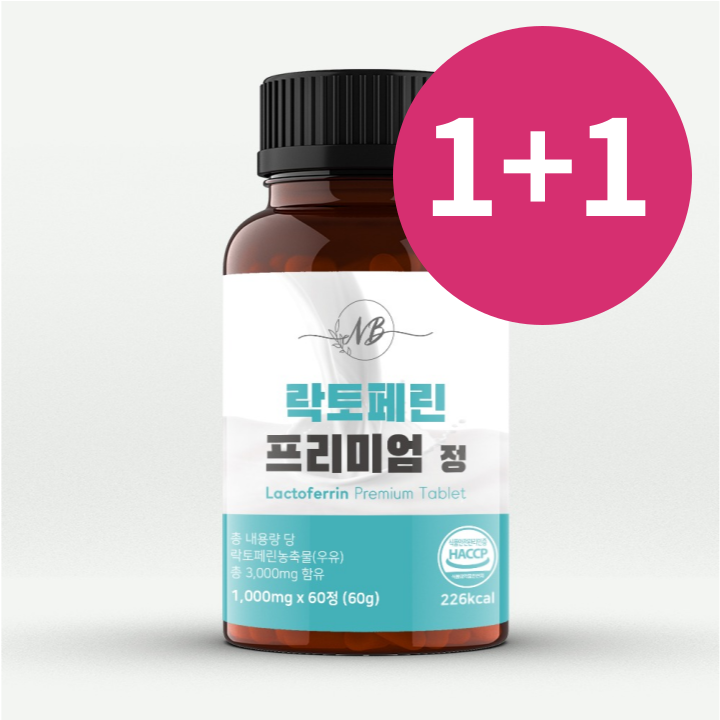 1+1
NB
락토페린
프리미엄 정
Lactoferrin Premium Tablet
총 내용량 당
락토페린농축물(우유)
총 3,000mg 함유
1,000mg x 60정 (60g)
HACCP
226kcal